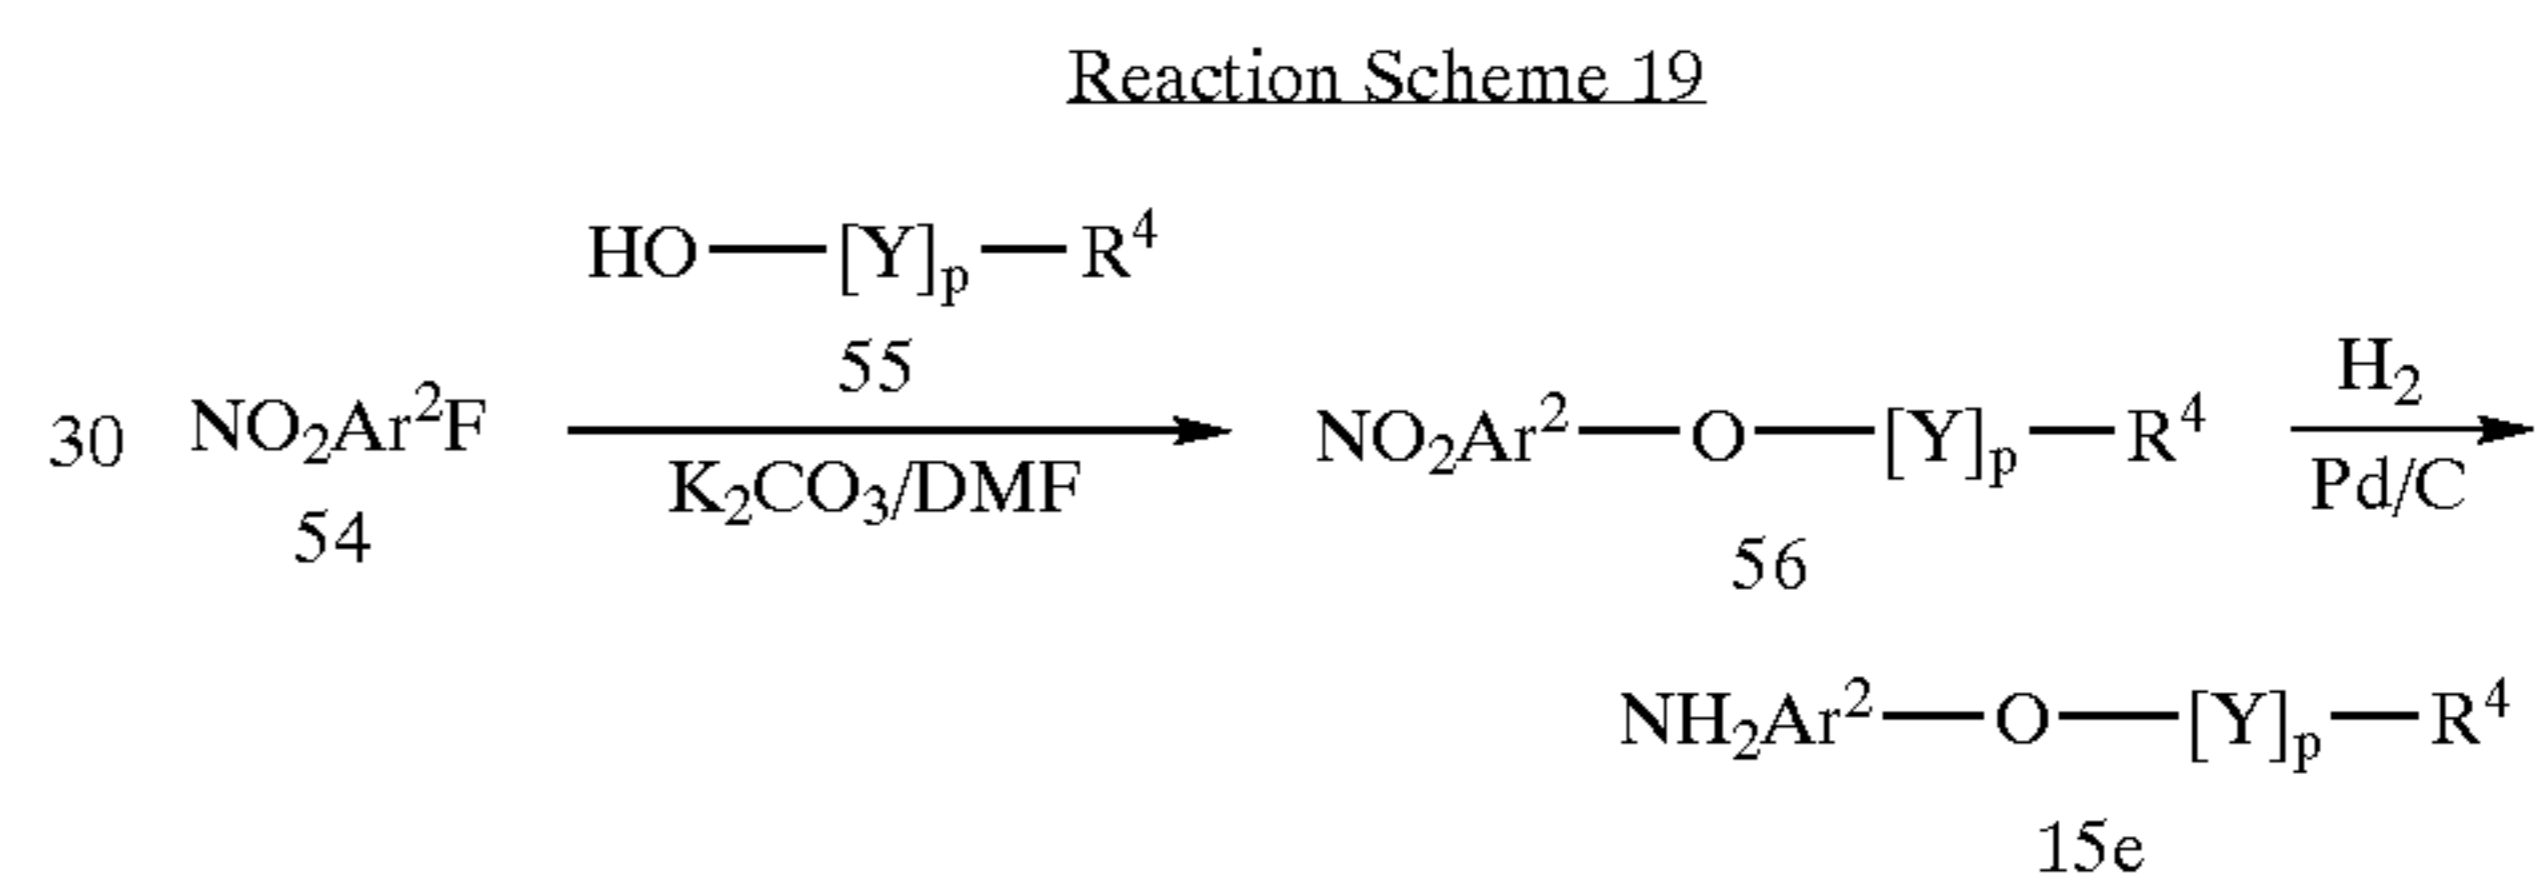 Reaction Scheme 19
HO—[Y]p—R⁴
55
30 NO₂Ar²F K₂CO₃/DMF NO₂Ar²—O—[Y]p—R⁴ H₂ Pd/C
54 56
NH₂Ar²—O—[Y]p—R⁴
15e